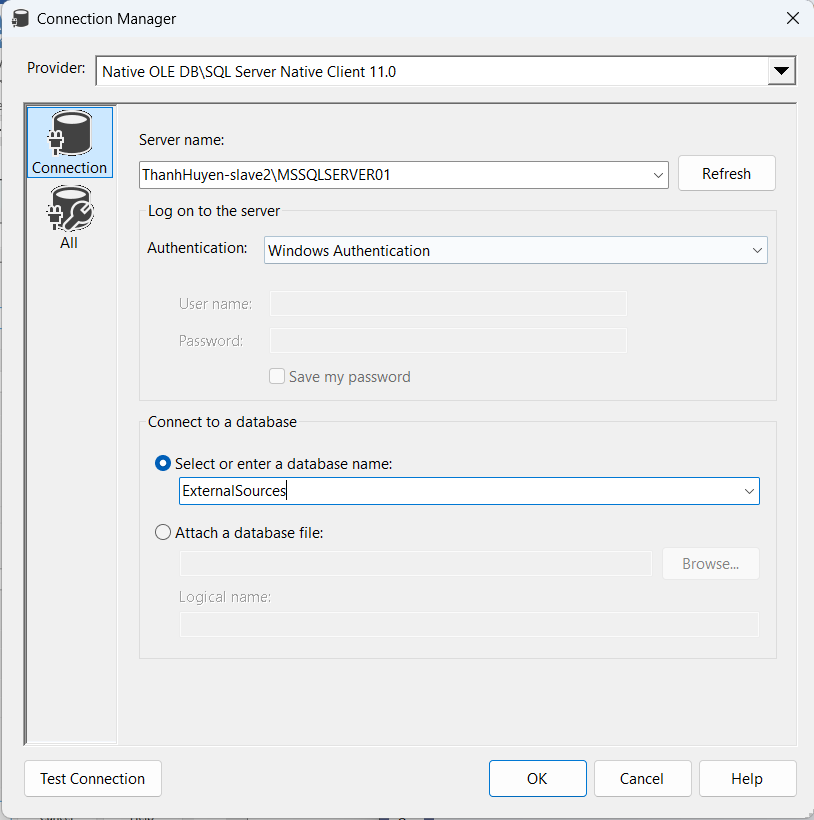 Connection Manager
Provider: Native OLE DB\SQL Server Native Client 11.0
Connection
All
Server name:
ThanhHuyen-slave2\MSSQLSERVER01 Refresh
Log on to the server
Authentication: Windows Authentication
User name:
Password:
Save my password
Connect to a database
Select or enter a database name:
ExternalSources
Attach a database file:
Browse...
Logical name:
Test Connection OK Cancel Help